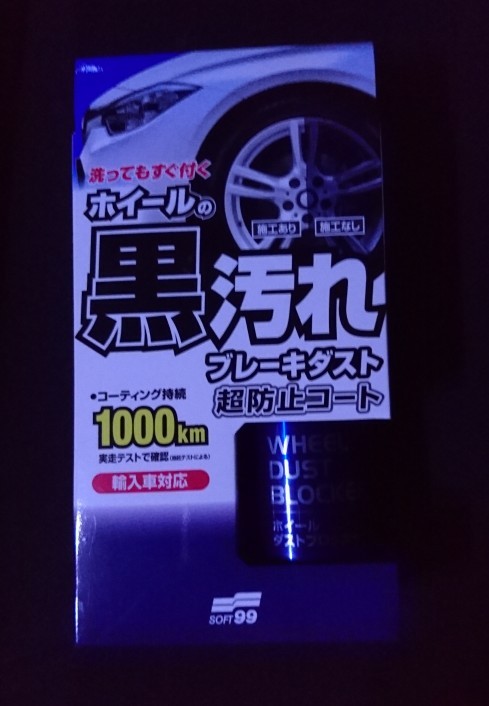 洗ってもすぐ付く
ホイールの
施工あり 施工なし
黒汚れ
ブレーキダスト
超防止コート
●コーティング持続
1000km
実走テストで確認
輸入車対応
WHEEL
DUST
BLOCKE
ホイール
ダストブロ
SOFT99